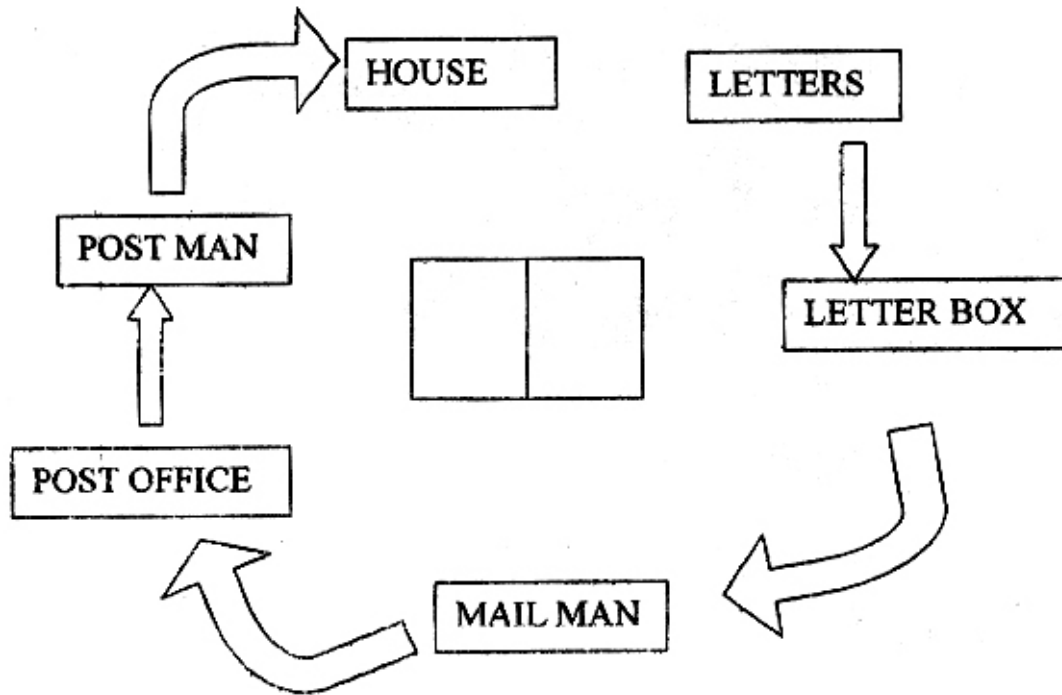 HOUSE
LETTERS
POST MAN
LETTER BOX
POST OFFICE
MAIL MAN